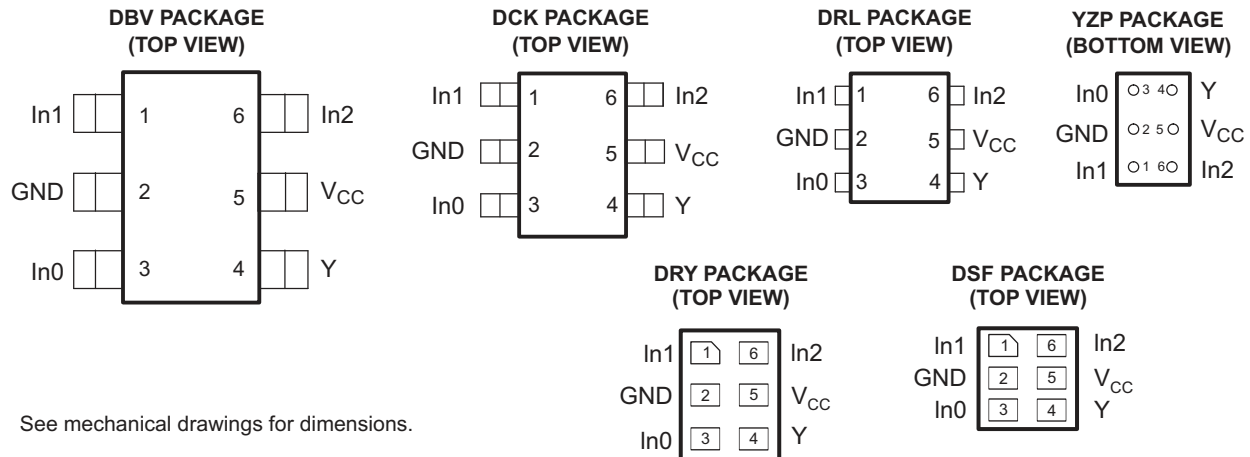 DBV PACKAGE
(TOP VIEW)
In1 1 6 In2
GND 2 5 VCC
In0 3 4 Y
DCK PACKAGE
(TOP VIEW)
In1 1 6 In2
GND 2 5 VCC
In0 3 4 Y
DRL PACKAGE
(TOP VIEW)
In1 1 6 In2
GND 2 5 VCC
In0 3 4 Y
YZP PACKAGE
(BOTTOM VIEW)
In0 3 4 Y
GND 2 5 VCC
In1 1 6 In2
DRY PACKAGE
(TOP VIEW)
In1 1 6 In2
GND 2 5 VCC
In0 3 4 Y
DSF PACKAGE
(TOP VIEW)
In1 1 6 In2
GND 2 5 VCC
In0 3 4 Y
See mechanical drawings for dimensions.